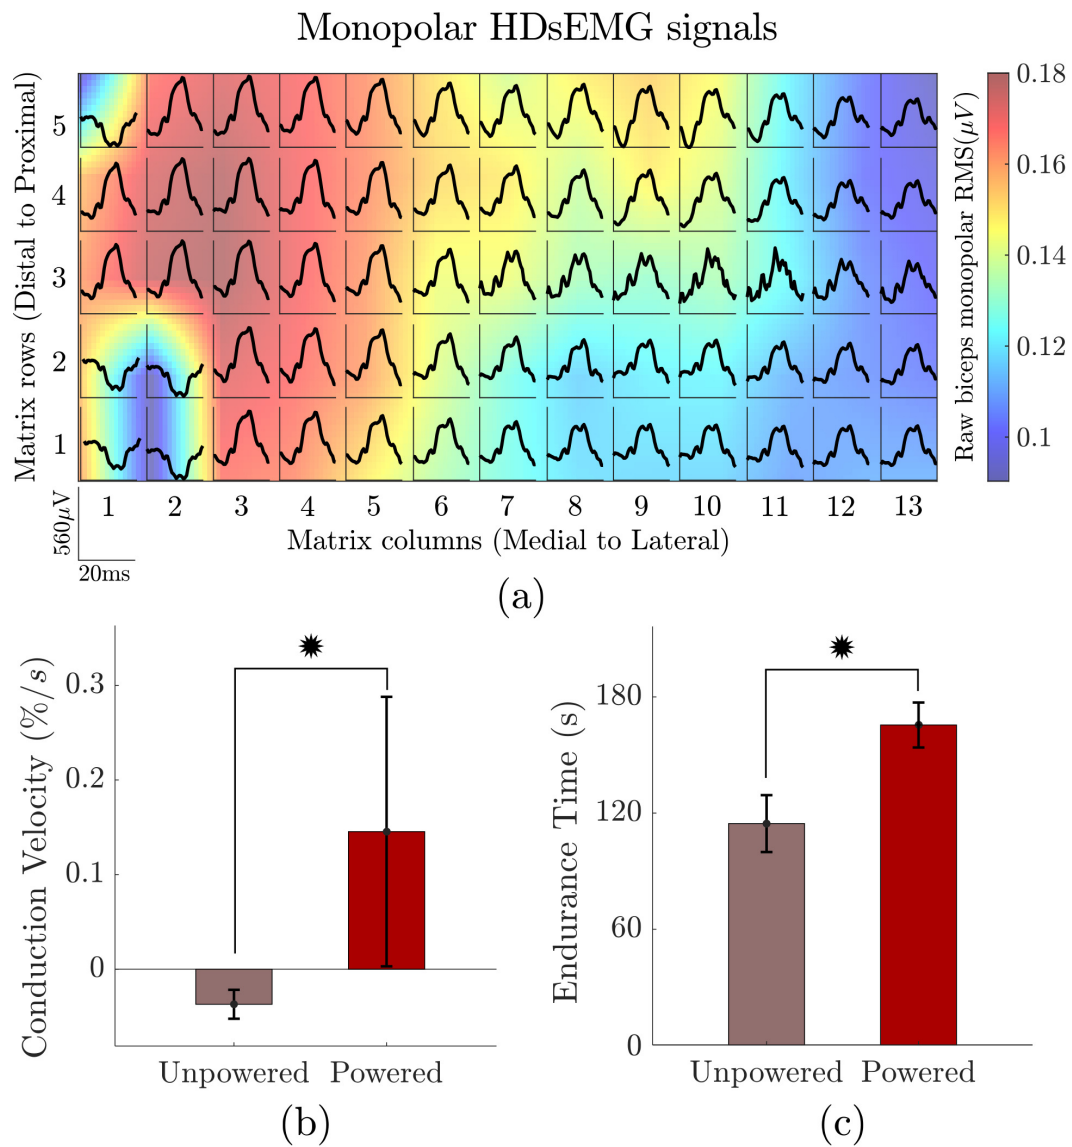 Monopolar HDsEMG signals
Matrix rows (Distal to Proximal)
5
4
3
2
1
560μV
20ms
1 2 3 4 5 6 7 8 9 10 11 12 13
Matrix columns (Medial to Lateral)
0.18
0.16
0.14
0.12
0.1
Raw biceps monopolar RMS(μV)
(a)
Conduction Velocity (%/s)
0.3
0.2
0.1
0
Unpowered Powered
(b)
Endurance Time (s)
180
120
60
0
Unpowered Powered
(c)